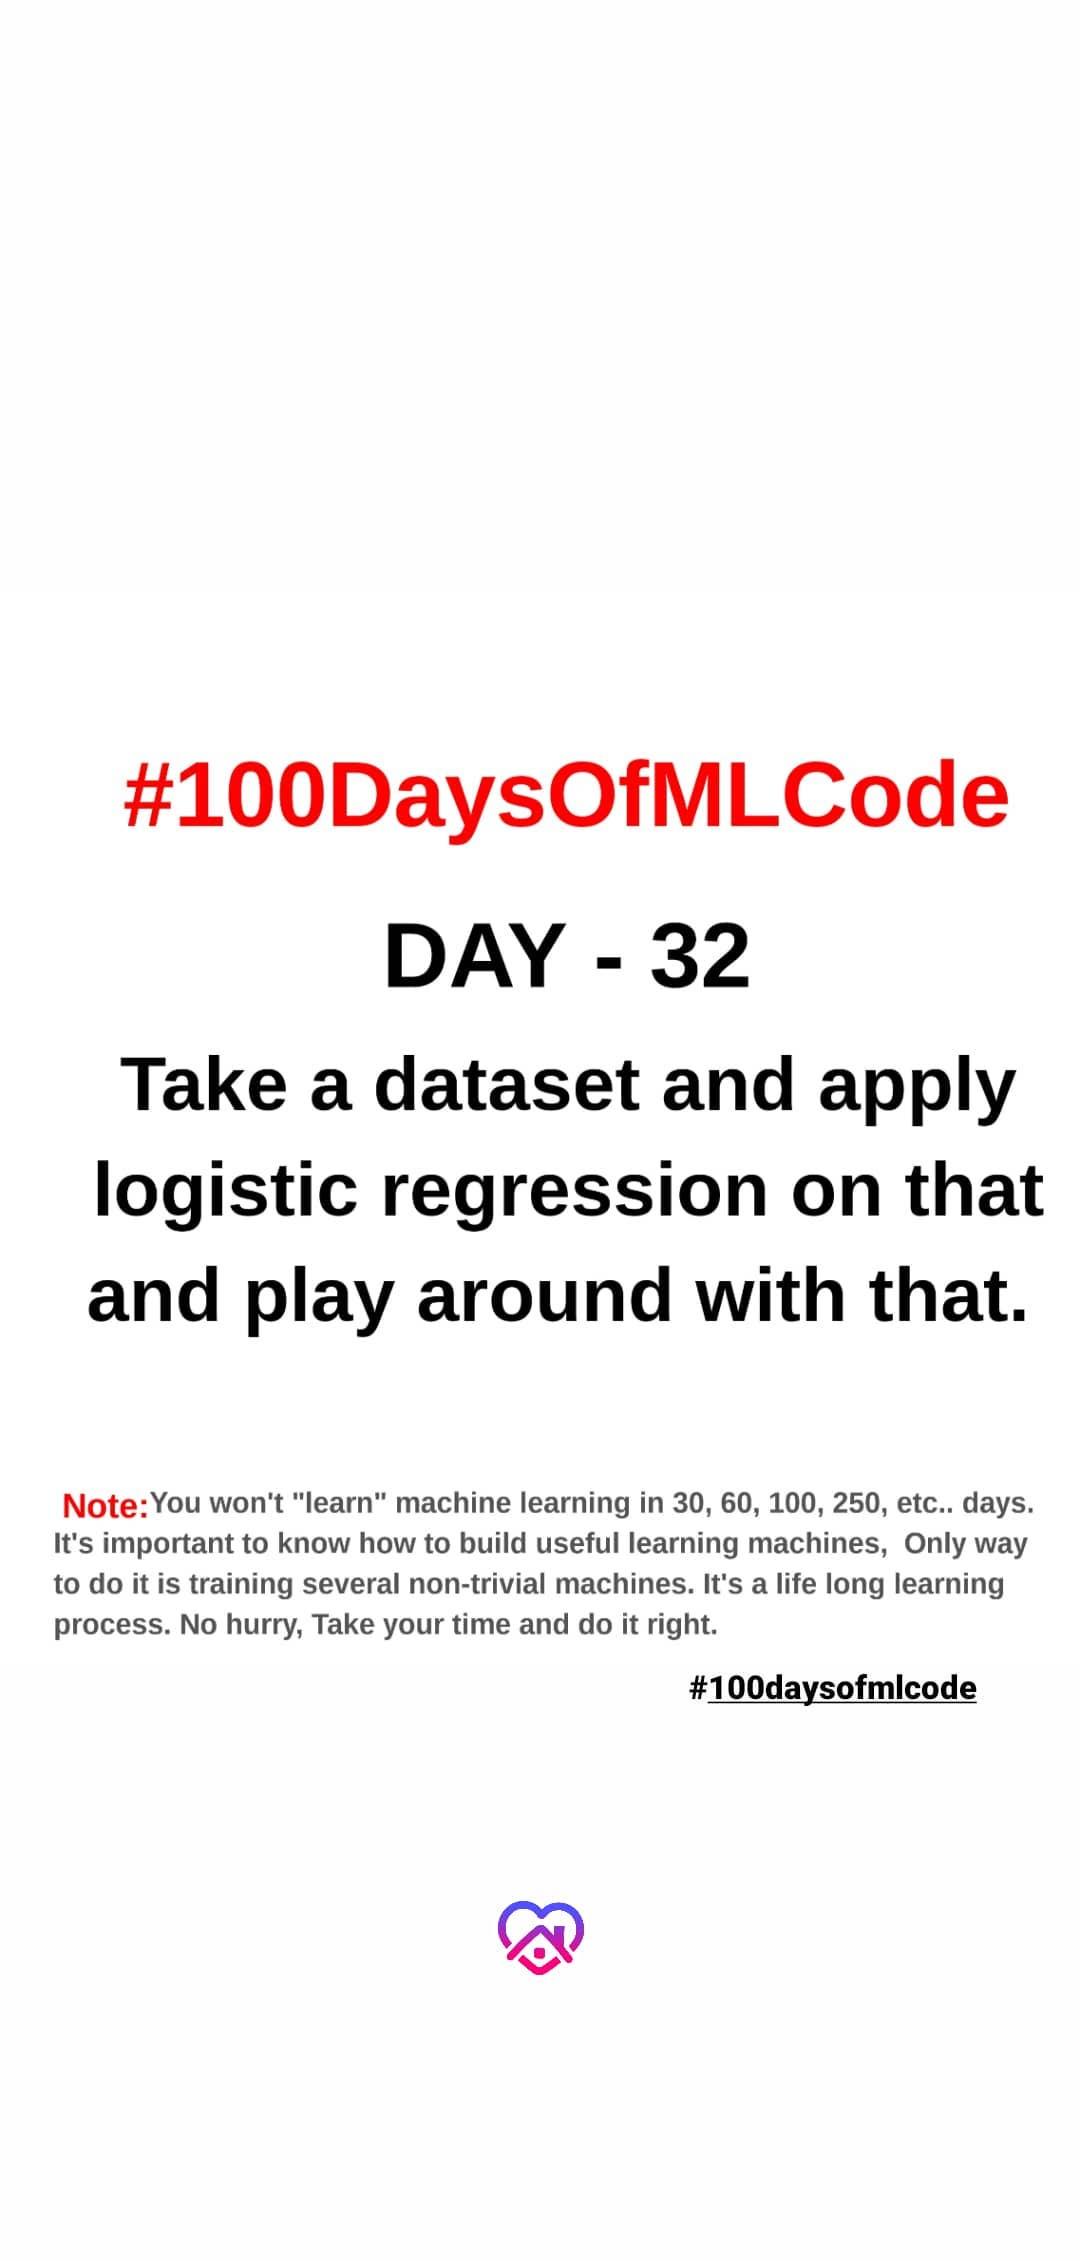 #100DaysOfMLCode
DAY - 32
Take a dataset and apply
logistic regression on that
and play around with that.
Note:You won't "learn" machine learning in 30, 60, 100, 250, etc.. days.
It's important to know how to build useful learning machines,  Only way
to do it is training several non-trivial machines. It's a life long learning
process. No hurry, Take your time and do it right.
#100daysofmlcode